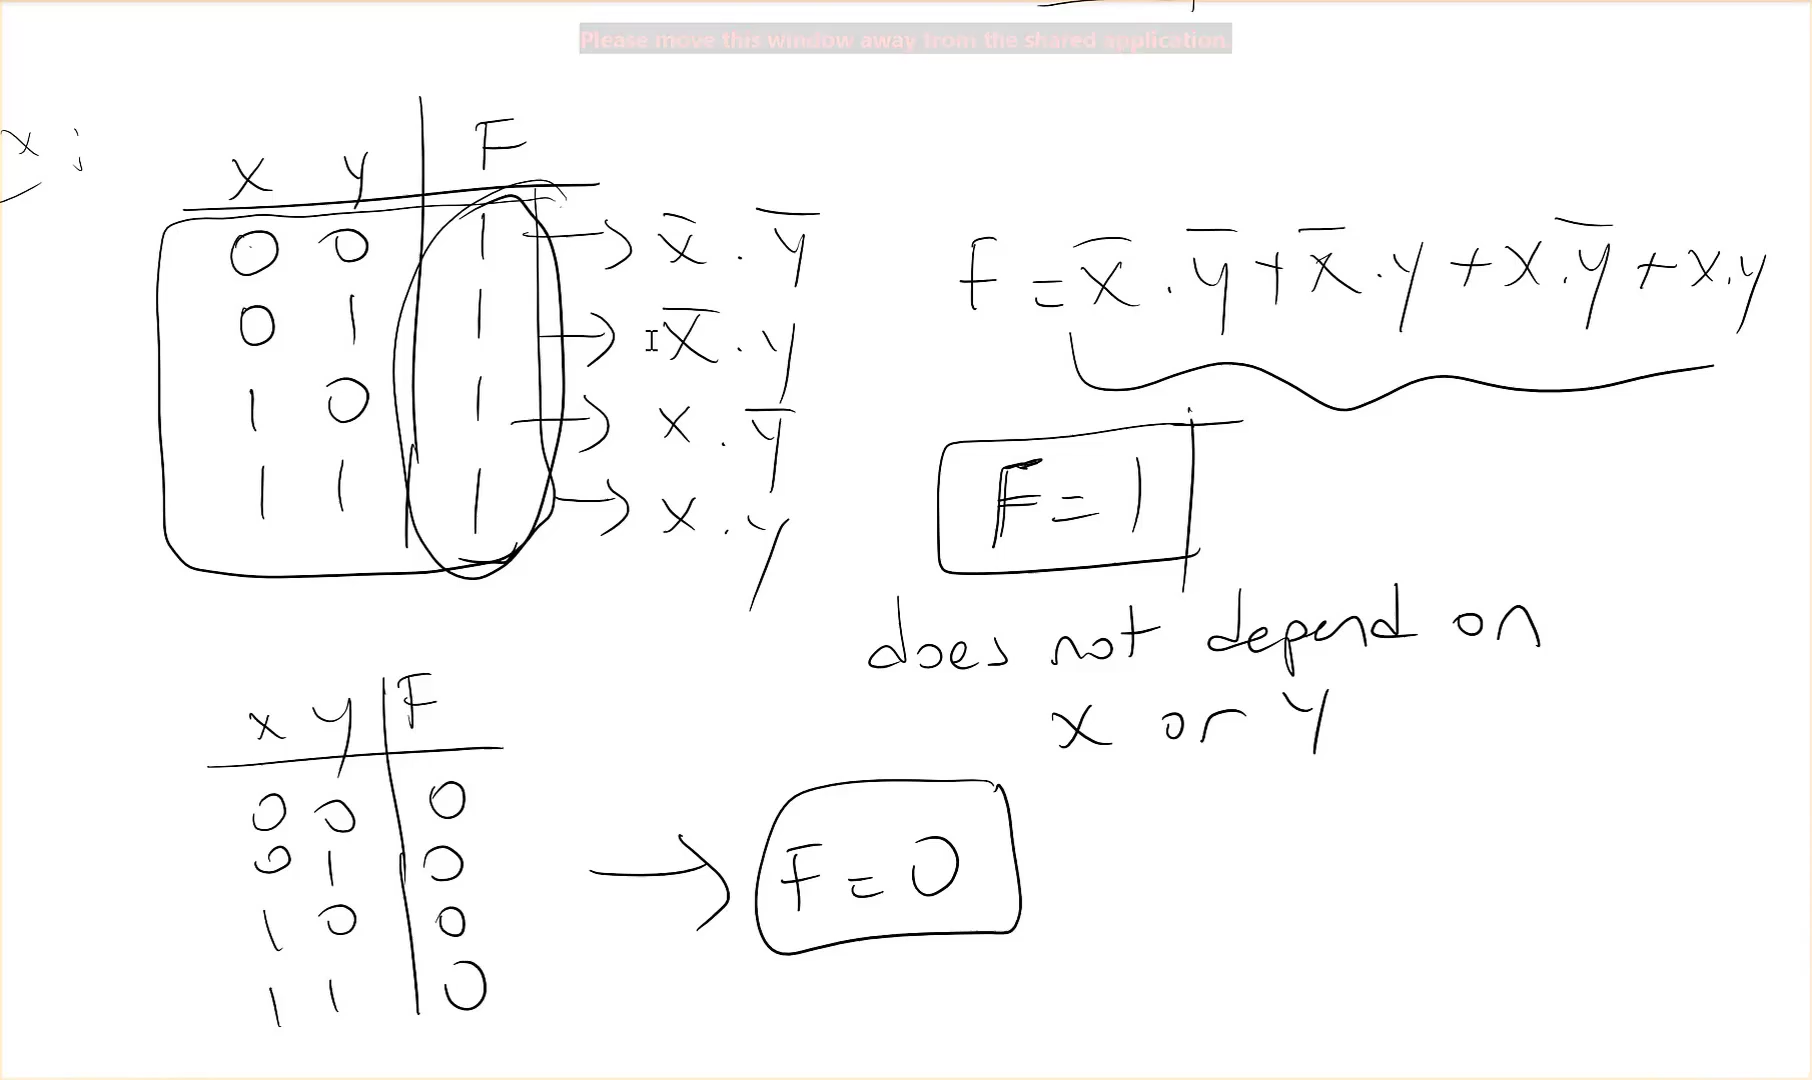 Please move this window away from the shared application.
x :
x y F
0 0 1 → x̅ . y̅
0 1 1 → x̅ . y
1 0 1 → x . y̅
1 1 1 → x . y
F = x̅ . y̅ + x̅ . y + x . y̅ + x . y
F = 1
does not depend on
x or y
x y F
0 0 0
0 1 0
1 0 0
1 1 0
→ F = 0